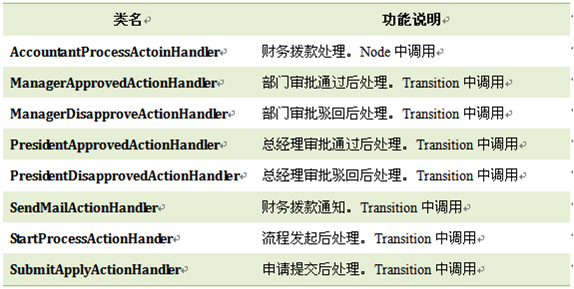 类名 功能说明
AccountantProcessActoinHandler 财务拨款处理。Node 中调用
ManagerApprovedActionHandler 部门审批通过后处理。Transition 中调用
ManagerDisapproveActionHandler 部门审批驳回后处理。Transition 中调用
PresidentApprovedActionHandler 总经理审批通过后处理。Transition 中调用
PresidentDisapprovedActionHandler 总经理审批驳回后处理。Transition 中调用
SendMailActionHandler 财务拨款通知。Transition 中调用
StartProcessActionHander 流程发起后处理。Transition 中调用
SubmitApplyActionHandler 申请提交后处理。Transition 中调用